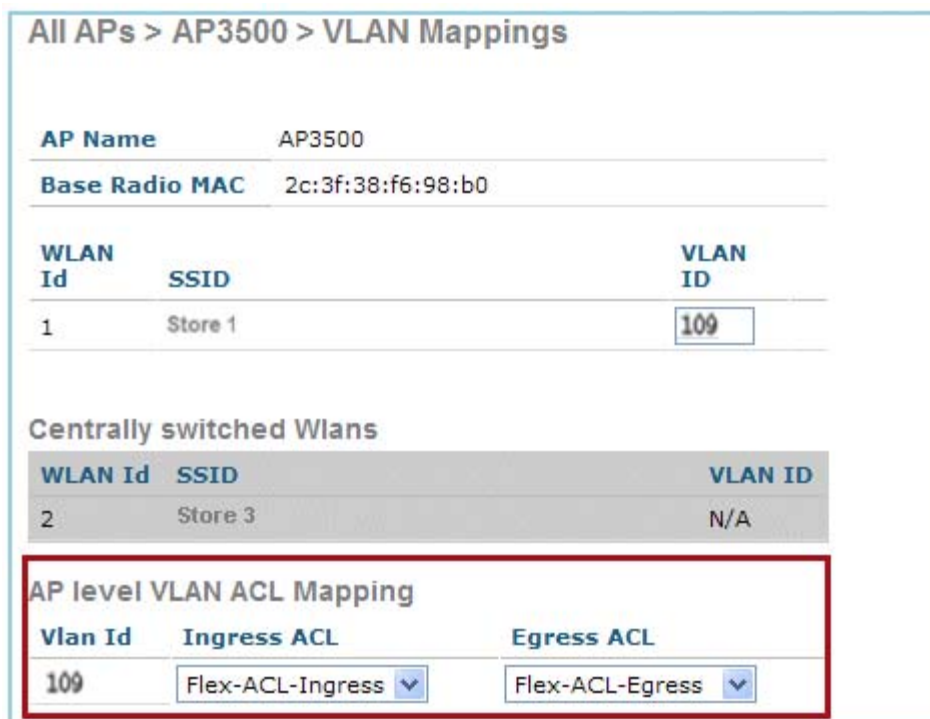 All APs > AP3500 > VLAN Mappings
AP Name AP3500
Base Radio MAC 2c:3f:38:f6:98:b0
WLAN Id SSID VLAN ID
1 Store 1 109
Centrally switched Wlans
WLAN Id SSID VLAN ID
2 Store 3 N/A
AP level VLAN ACL Mapping
Vlan Id Ingress ACL Egress ACL
109 Flex-ACL-Ingress Flex-ACL-Egress